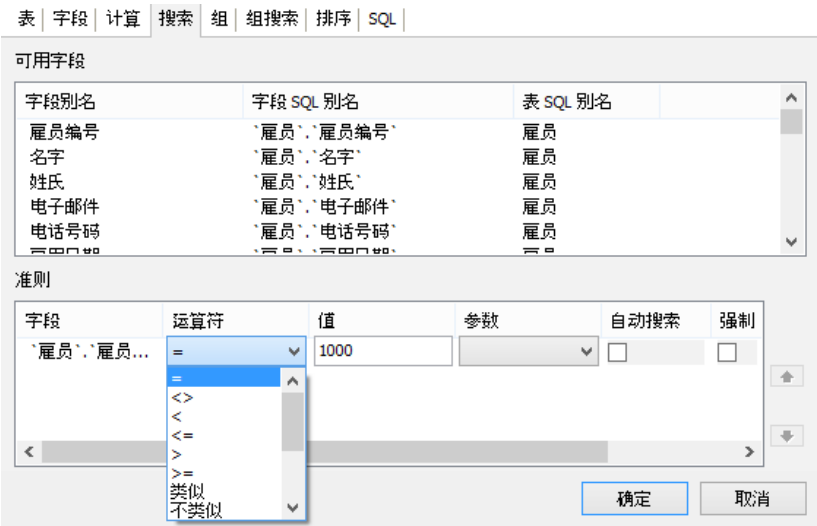 表 字段 计算 搜索 组 组搜索 排序 SQL
可用字段
字段别名 字段 SQL 别名 表 SQL 别名
雇员编号 `雇员`.`雇员编号` 雇员
名字 `雇员`.`名字` 雇员
姓氏 `雇员`.`姓氏` 雇员
电子邮件 `雇员`.`电子邮件` 雇员
电话号码 `雇员`.`电话号码` 雇员
准则
字段 运算符 值 参数 自动搜索 强制
`雇员`.`雇员... = 1000
=
<>
<
<=
>
>=
类似
不类似
确定 取消